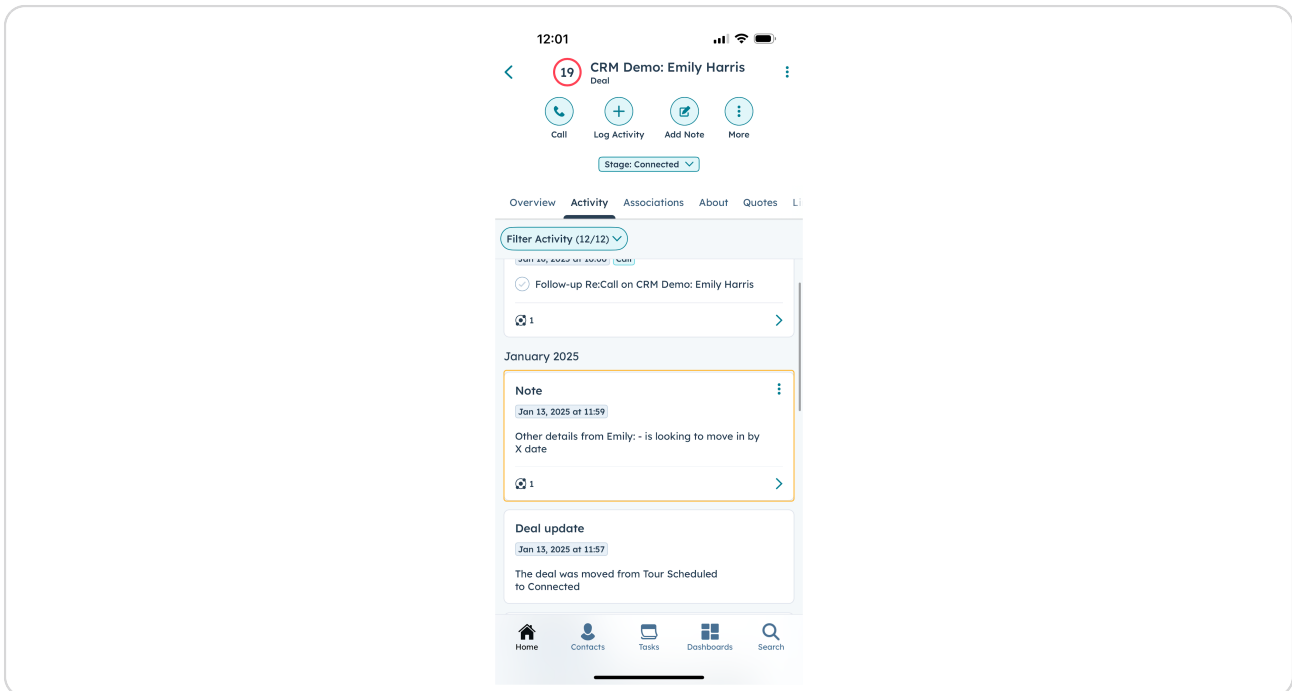 12:01
19
CRM Demo: Emily Harris
Deal
Call
Log Activity
Add Note
More
Stage: Connected
Overview
Activity
Associations
About
Quotes
Li
Filter Activity (12/12)
Call
Follow-up Re:Call on CRM Demo: Emily Harris
1
January 2025
Note
Jan 13, 2025 at 11:59
Other details from Emily: - is looking to move in by
X date
1
Deal update
Jan 13, 2025 at 11:57
The deal was moved from Tour Scheduled
to Connected
Home
Contacts
Tasks
Dashboards
Search